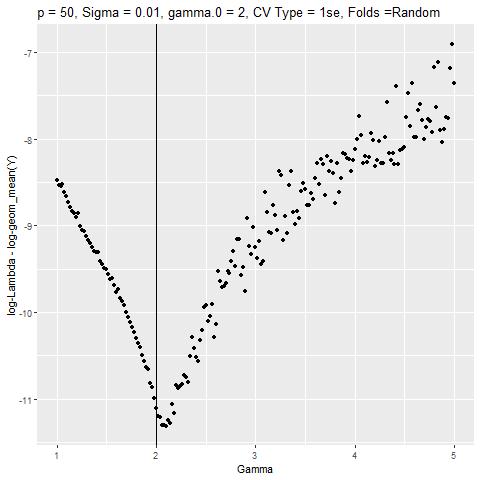 p = 50, Sigma = 0.01, gamma.0 = 2, CV Type = 1se, Folds =Random
log-Lambda - log-geom_mean(Y)
-7
-8
-9
-10
-11
1 2 3 4 5
Gamma